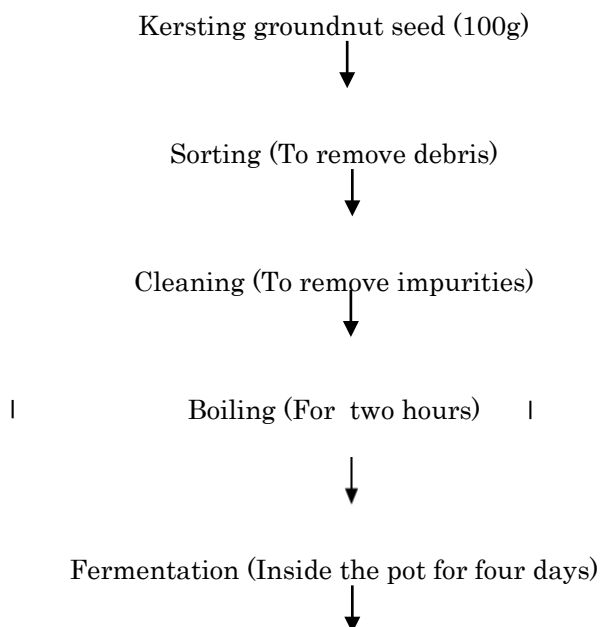 Kersting groundnut seed (100g)
Sorting (To remove debris)
Cleaning (To remove impurities)
Boiling (For two hours)
Fermentation (Inside the pot for four days)